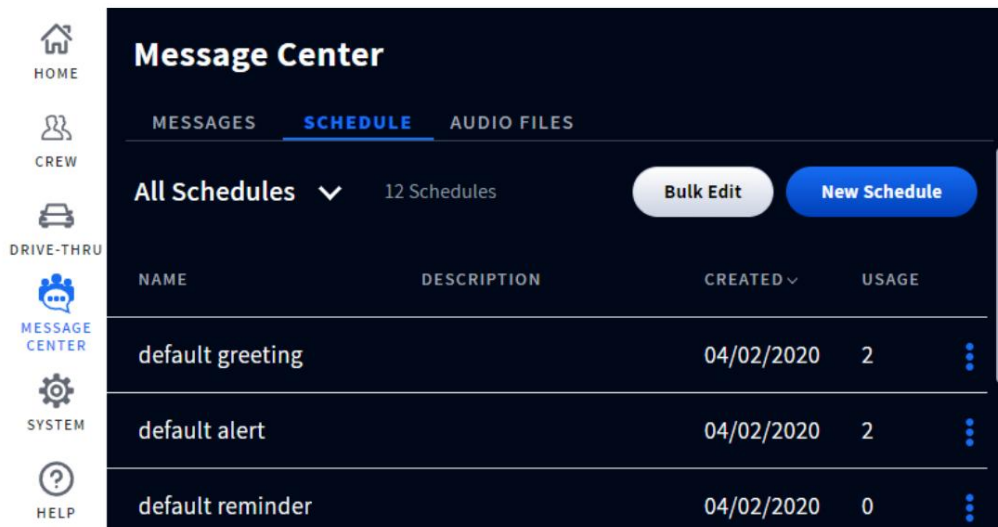 HOME
CREW
DRIVE-THRU
MESSAGE
CENTER
SYSTEM
HELP
Message Center
MESSAGES SCHEDULE AUDIO FILES
All Schedules 12 Schedules Bulk Edit New Schedule
NAME DESCRIPTION CREATED USAGE
default greeting 04/02/2020 2
default alert 04/02/2020 2
default reminder 04/02/2020 0